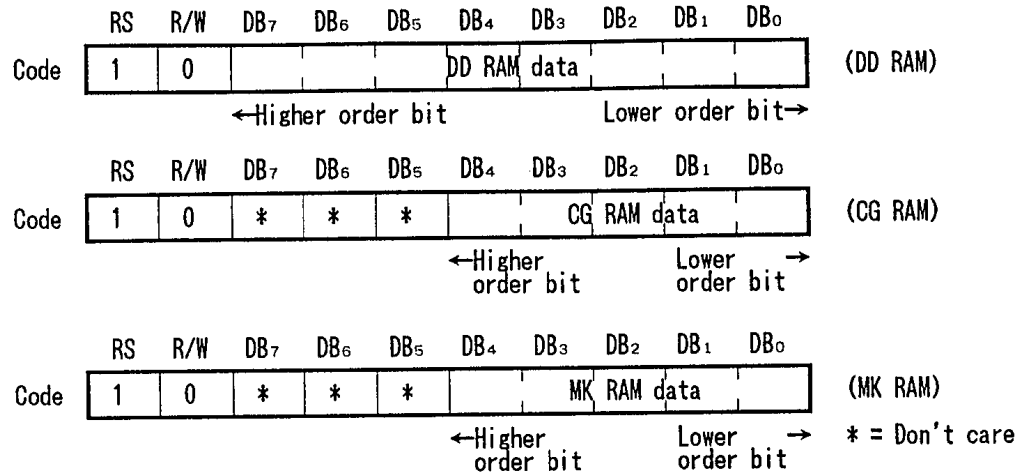 RS R/W DB₇ DB₆ DB₅ DB₄ DB₃ DB₂ DB₁ DB₀
Code 1 0 DD RAM data (DD RAM)
←Higher order bit Lower order bit→
RS R/W DB₇ DB₆ DB₅ DB₄ DB₃ DB₂ DB₁ DB₀
Code 1 0 * * * CG RAM data (CG RAM)
←Higher Lower →
order bit order bit
RS R/W DB₇ DB₆ DB₅ DB₄ DB₃ DB₂ DB₁ DB₀
Code 1 0 * * * MK RAM data (MK RAM)
←Higher Lower → * = Don't care
order bit order bit